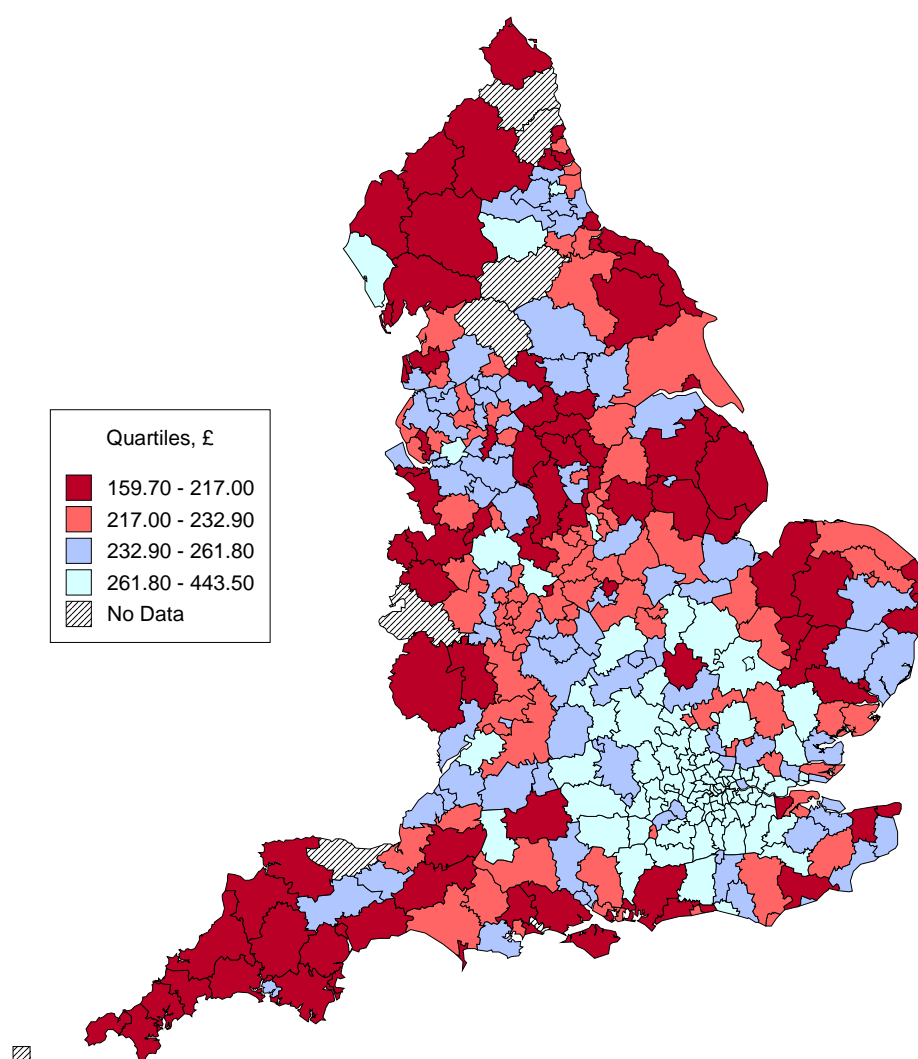 Quartiles, £
159.70 - 217.00
217.00 - 232.90
232.90 - 261.80
261.80 - 443.50
No Data